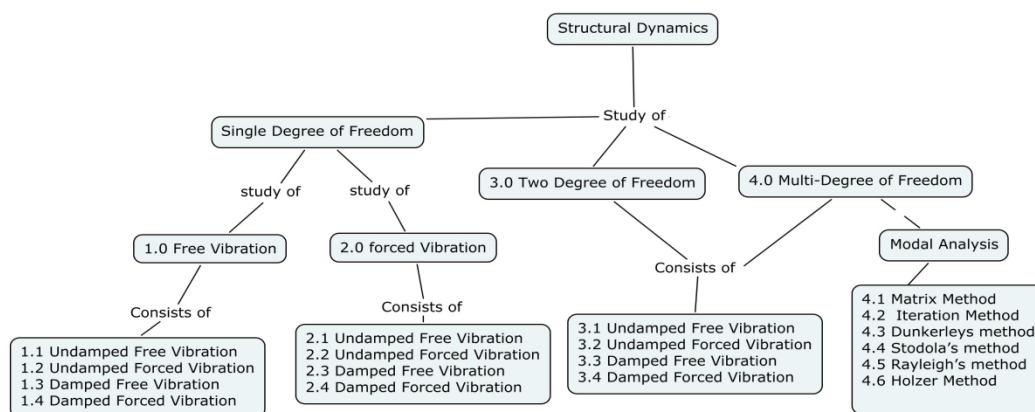 Structural Dynamics
Study of
Single Degree of Freedom
3.0 Two Degree of Freedom
4.0 Multi-Degree of Freedom
study of
study of
1.0 Free Vibration
2.0 forced Vibration
Modal Analysis
Consists of
Consists of
Consists of
1.1 Undamped Free Vibration
1.2 Undamped Forced Vibration
1.3 Damped Free Vibration
1.4 Damped Forced Vibration
2.1 Undamped Free Vibration
2.2 Undamped Forced Vibration
2.3 Damped Free Vibration
2.4 Damped Forced Vibration
3.1 Undamped Free Vibration
3.2 Undamped Forced Vibration
3.3 Damped Free Vibration
3.4 Damped Forced Vibration
4.1 Matrix Method
4.2 Iteration Method
4.3 Dunkerleys method
4.4 Stodola's method
4.5 Rayleigh's method
4.6 Holzer Method